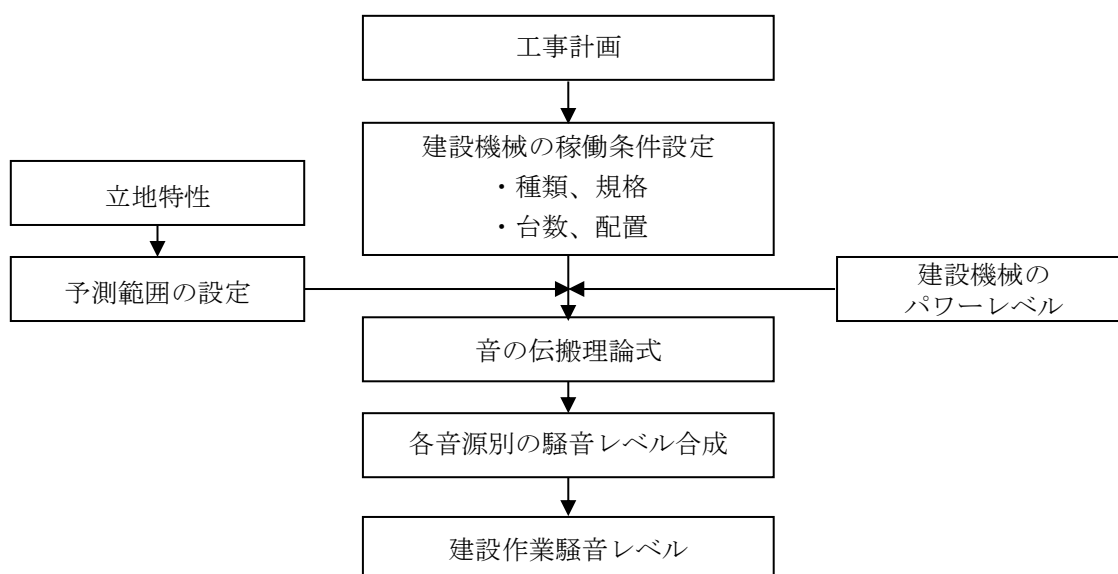 工事計画
建設機械の稼働条件設定
・種類、規格
・台数、配置
立地特性
予測範囲の設定
建設機械の
パワーレベル
音の伝搬理論式
各音源別の騒音レベル合成
建設作業騒音レベル